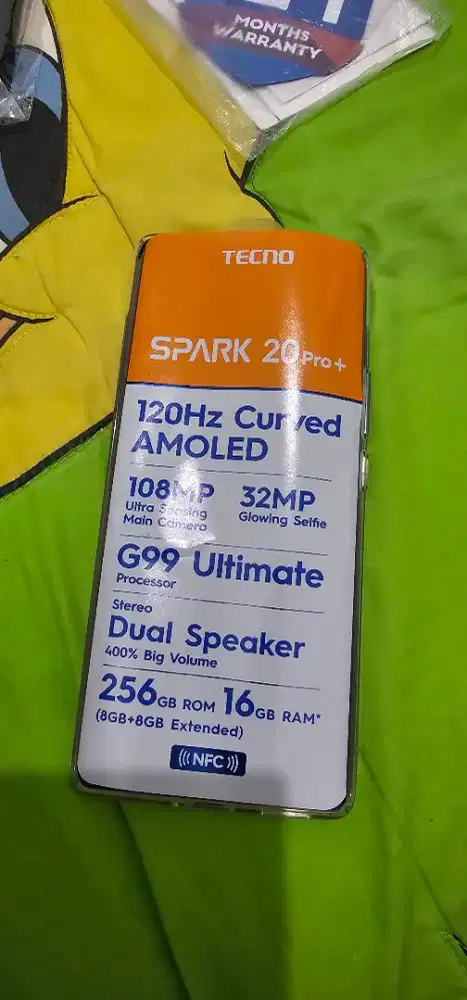 MONTHS
WARRANTY
TECNO
SPARK 20 Pro+
120Hz Curved
AMOLED
108MP 32MP
Ultra Sensing Glowing Selfie
Main Camera
G99 Ultimate
Processor
Stereo
Dual Speaker
400% Big Volume
256GB ROM 16GB RAM*
(8GB+8GB Extended)
NFC